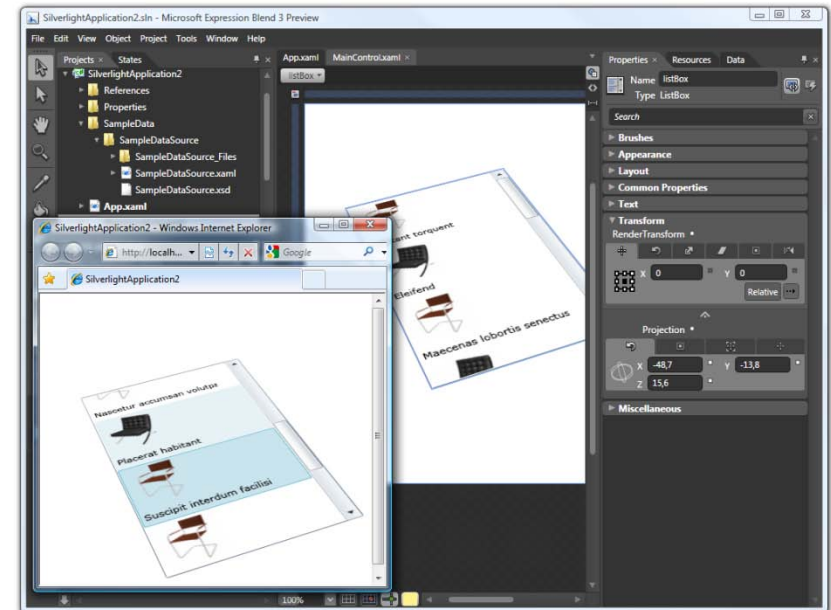 SilverlightApplication2.sln - Microsoft Expression Blend 3 Preview
File Edit View Object Project Tools Window Help
Projects × States
SilverlightApplication2
References
Properties
SampleData
SampleDataSource
SampleDataSource_Files
SampleDataSource.xaml
SampleDataSource.xsd
App.xaml
App.xaml MainControl.xaml ×
listBox
ant torquent
Eleifend
Maecenas lobortis senectus
100%
Properties × Resources Data
Name listBox
Type ListBox
Search
Brushes
Appearance
Layout
Common Properties
Text
Transform
RenderTransform
X 0 Y 0
Relative
Projection
X -48,7 Y -13,8
Z 15,6
Miscellaneous
SilverlightApplication2 - Windows Internet Explorer
http://localh... Google
SilverlightApplication2
Nascetur accumsan volutpa
Placerat habitant
Suscipit interdum facilisi